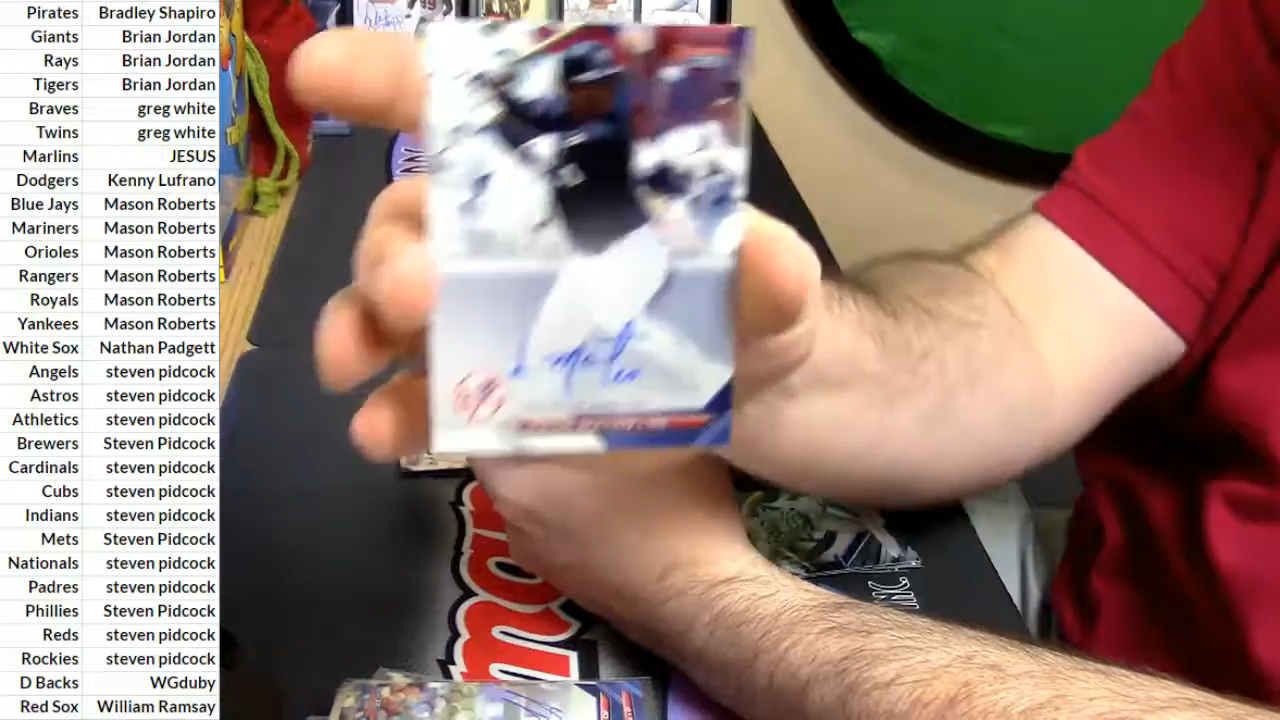 Pirates Bradley Shapiro
Giants Brian Jordan
Rays Brian Jordan
Tigers Brian Jordan
Braves greg white
Twins greg white
Marlins JESUS
Dodgers Kenny Lufrano
Blue Jays Mason Roberts
Mariners Mason Roberts
Orioles Mason Roberts
Rangers Mason Roberts
Royals Mason Roberts
Yankees Mason Roberts
White Sox Nathan Padgett
Angels steven pidcock
Astros steven pidcock
Athletics steven pidcock
Brewers Steven Pidcock
Cardinals steven pidcock
Cubs steven pidcock
Indians steven pidcock
Mets Steven Pidcock
Nationals steven pidcock
Padres steven pidcock
Phillies Steven Pidcock
Reds steven pidcock
Rockies steven pidcock
D Backs WGduby
Red Sox William Ramsay